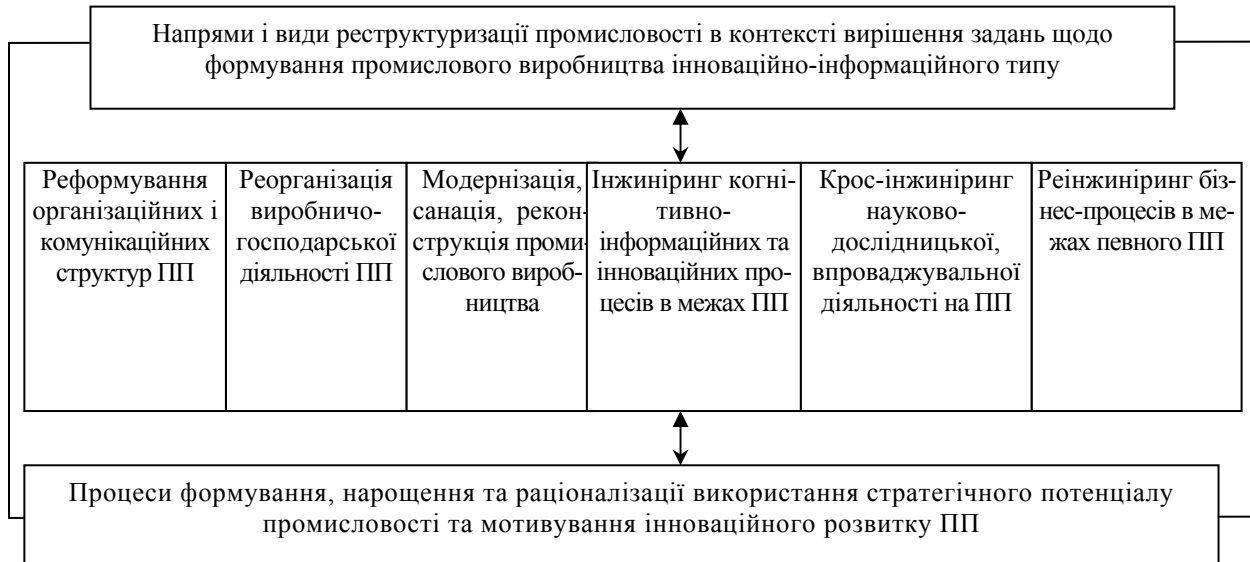 Напрями і види реструктуризації промисловості в контексті вирішення задань щодо
формування промислового виробництва інноваційно-інформаційного типу
Реформування
організаційних і
комунікаційних
структур ПП
Реорганізація
виробничо-
господарської
діяльності ПП
Модернізація,
санація, рекон-
струкція проми-
слового вироб-
ництва
Інжиніринг когні-
тивно-
інформаційних та
інноваційних про-
цесів в межах ПП
Крос-інжиніринг
науково-
дослідницької,
впроваджувальної
діяльності на ПП
Реінжиніринг біз-
нес-процесів в ме-
жах певного ПП
Процеси формування, нарощення та раціоналізації використання стратегічного потенціалу
промисловості та мотивування інноваційного розвитку ПП